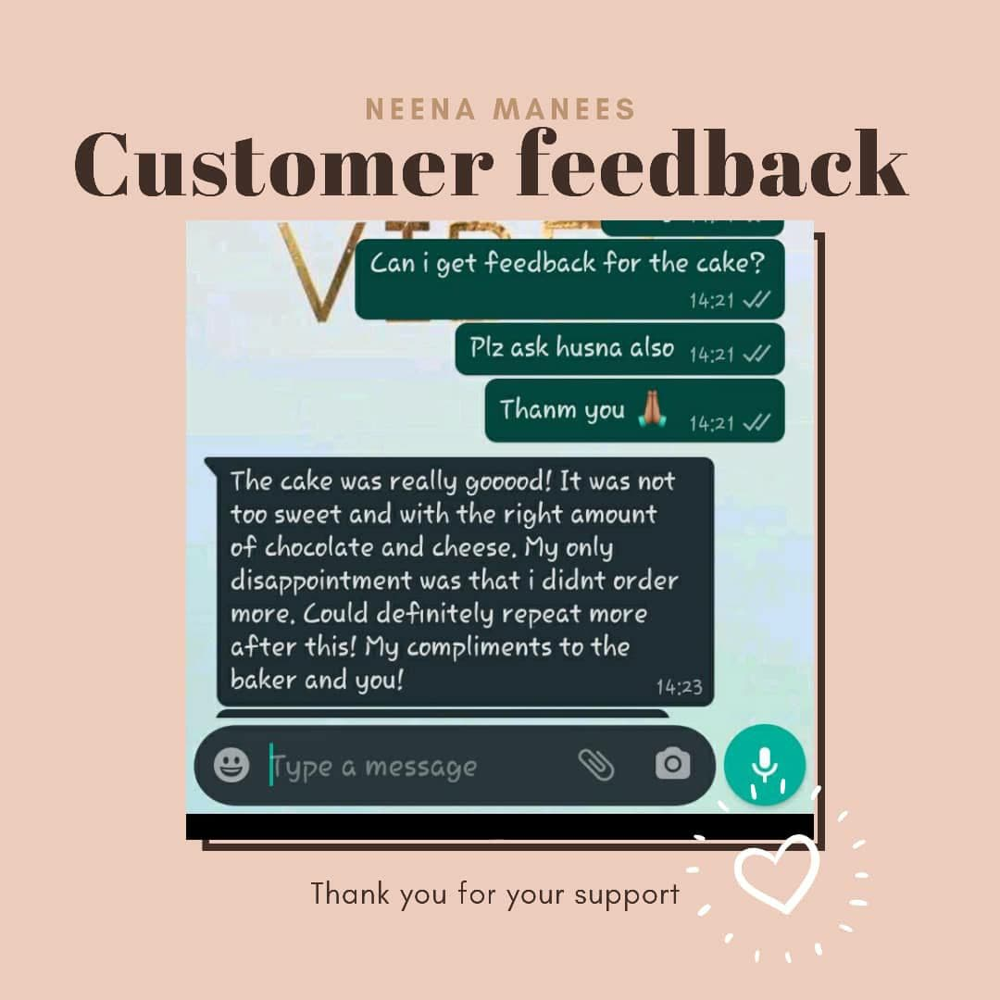 NEENA MANEES
Customer feedback
Can i get feedback for the cake?
14:21
Plz ask husna also 14:21
Thanm you 🙏🏽 14:21
The cake was really gooood! It was not
too sweet and with the right amount
of chocolate and cheese. My only
disappointment was that i didnt order
more. Could definitely repeat more
after this! My compliments to the
baker and you!
14:23
Type a message
Thank you for your support